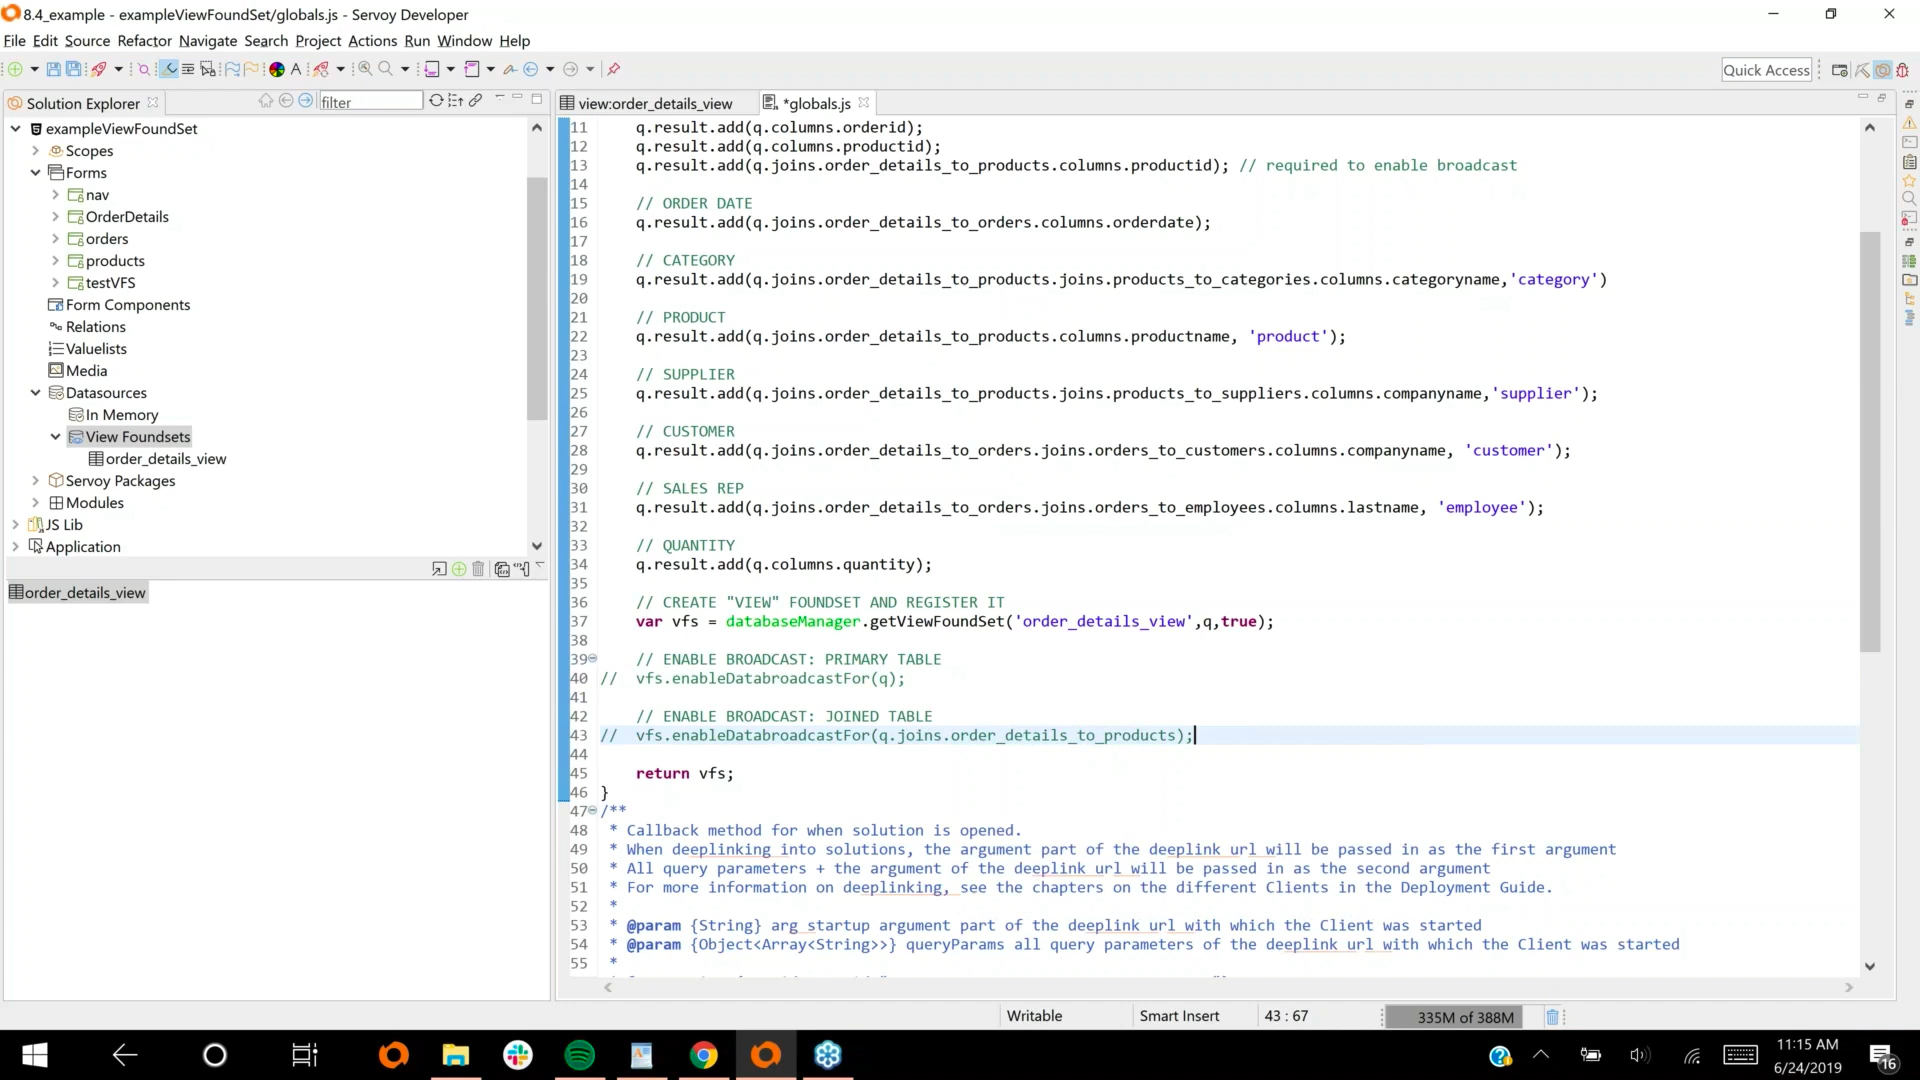 8.4_example - exampleViewFoundSet/globals.js - Servoy Developer
File Edit Source Refactor Navigate Search Project Actions Run Window Help
Quick Access
Solution Explorer
filter
exampleViewFoundSet
Scopes
Forms
nav
OrderDetails
orders
products
testVFS
Form Components
Relations
Valuelists
Media
Datasources
In Memory
View Foundsets
order_details_view
Servoy Packages
Modules
JS Lib
Application
order_details_view
view:order_details_view
*globals.js
11 q.result.add(q.columns.orderid);
12 q.result.add(q.columns.productid);
13 q.result.add(q.joins.order_details_to_products.columns.productid); // required to enable broadcast
14
15 // ORDER DATE
16 q.result.add(q.joins.order_details_to_orders.columns.orderdate);
17
18 // CATEGORY
19 q.result.add(q.joins.order_details_to_products.joins.products_to_categories.columns.categoryname,'category')
20
21 // PRODUCT
22 q.result.add(q.joins.order_details_to_products.columns.productname, 'product');
23
24 // SUPPLIER
25 q.result.add(q.joins.order_details_to_products.joins.products_to_suppliers.columns.companyname,'supplier');
26
27 // CUSTOMER
28 q.result.add(q.joins.order_details_to_orders.joins.orders_to_customers.columns.companyname, 'customer');
29
30 // SALES REP
31 q.result.add(q.joins.order_details_to_orders.joins.orders_to_employees.columns.lastname, 'employee');
32
33 // QUANTITY
34 q.result.add(q.columns.quantity);
35
36 // CREATE "VIEW" FOUNDSET AND REGISTER IT
37 var vfs = databaseManager.getViewFoundSet('order_details_view',q,true);
38
39 // ENABLE BROADCAST: PRIMARY TABLE
40 // vfs.enableDatabroadcastFor(q);
41
42 // ENABLE BROADCAST: JOINED TABLE
43 // vfs.enableDatabroadcastFor(q.joins.order_details_to_products);
44
45 return vfs;
46 }
47 /**
48 * Callback method for when solution is opened.
49 * When deeplinking into solutions, the argument part of the deeplink url will be passed in as the first argument
50 * All query parameters + the argument of the deeplink url will be passed in as the second argument
51 * For more information on deeplinking, see the chapters on the different Clients in the Deployment Guide.
52 *
53 * @param {String} arg startup argument part of the deeplink url with which the Client was started
54 * @param {Object<Array<String>>} queryParams all query parameters of the deeplink url with which the Client was started
55 *
Writable
Smart Insert
43 : 67
335M of 388M
11:15 AM
6/24/2019
16